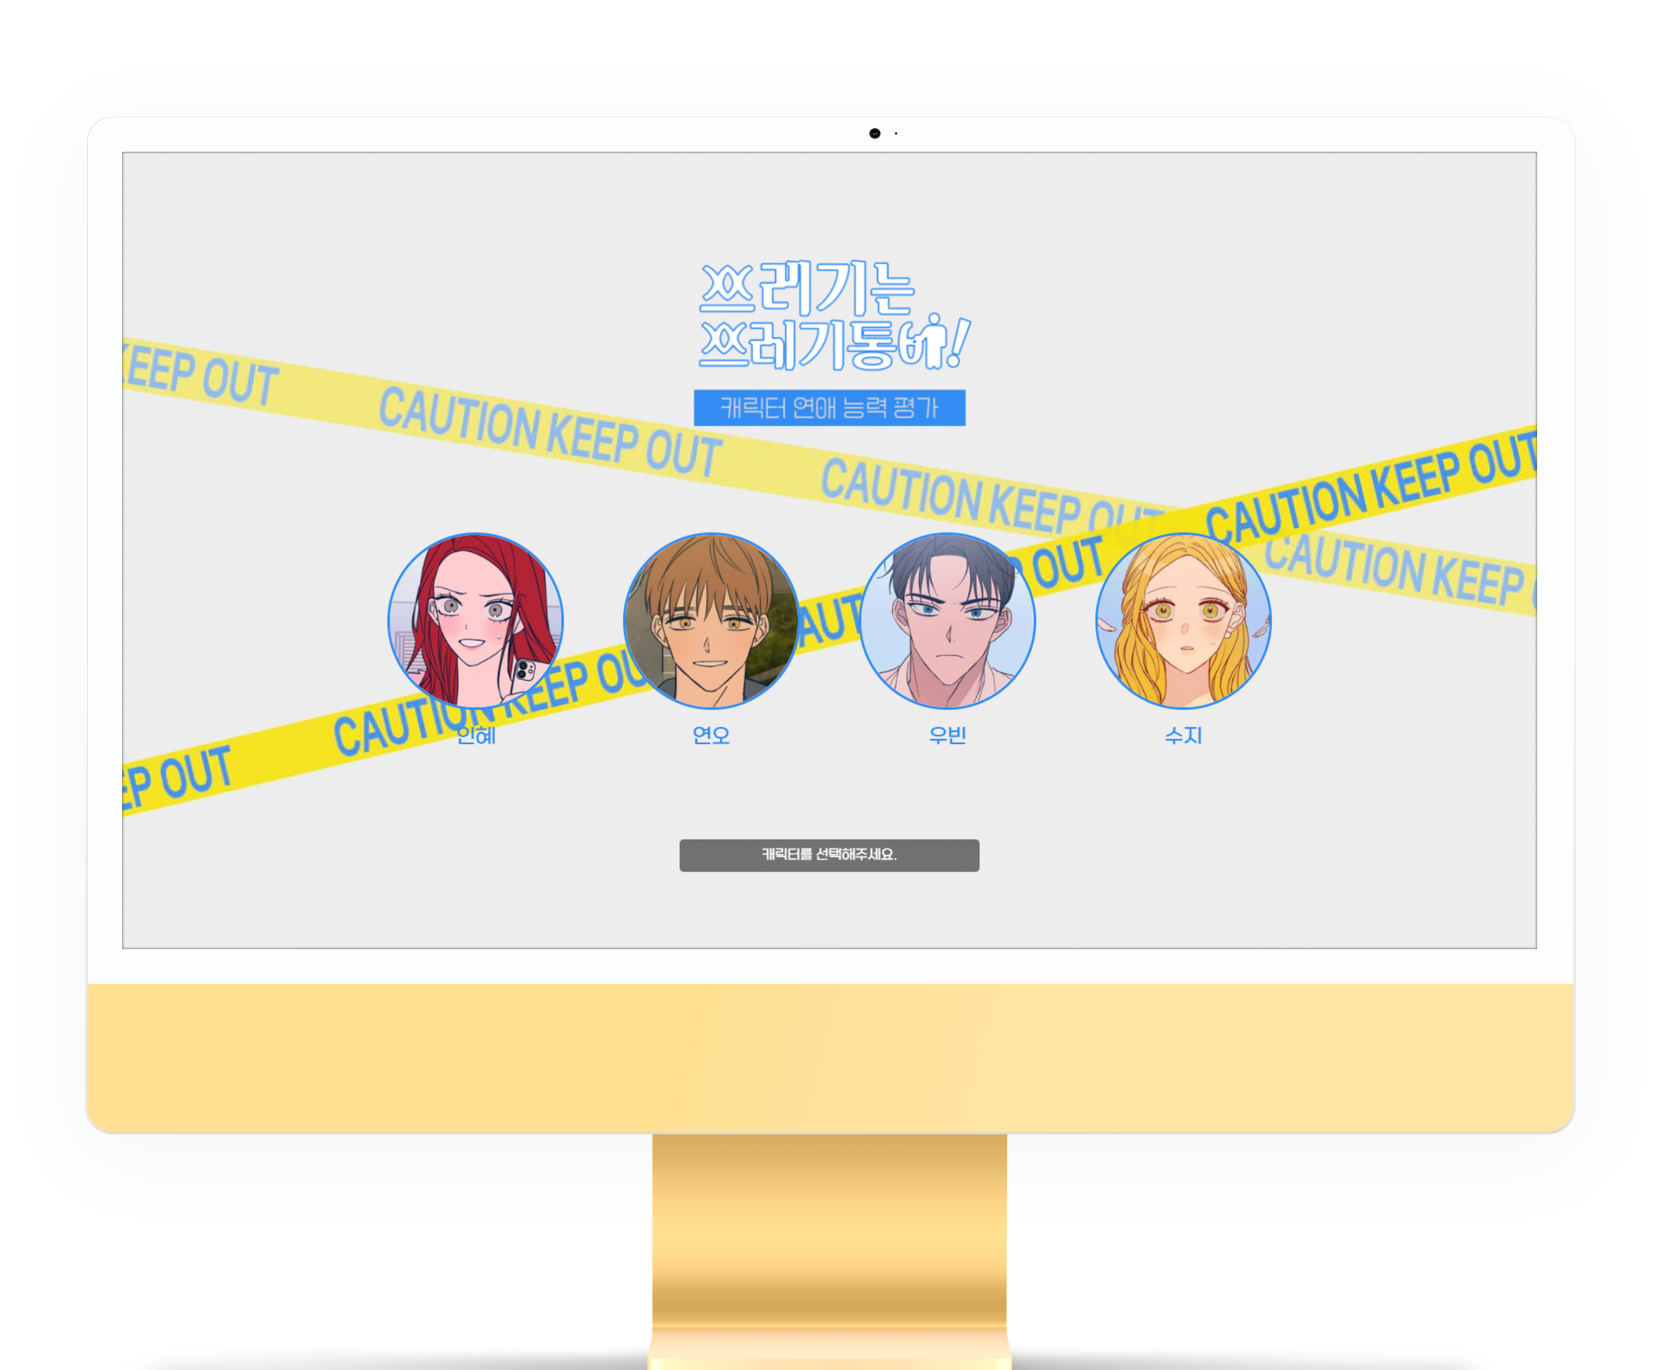 쓰레기는
쓰레기통에!
캐릭터 연애 능력 평가
KEEP OUT CAUTION KEEP OUT CAUTION KEEP OUT CAUTION KEEP
EP OUT CAUTION KEEP OU AUT OUT CAUTION KEEP OUT
인혜
연오
우빈
수지
캐릭터를 선택해주세요.